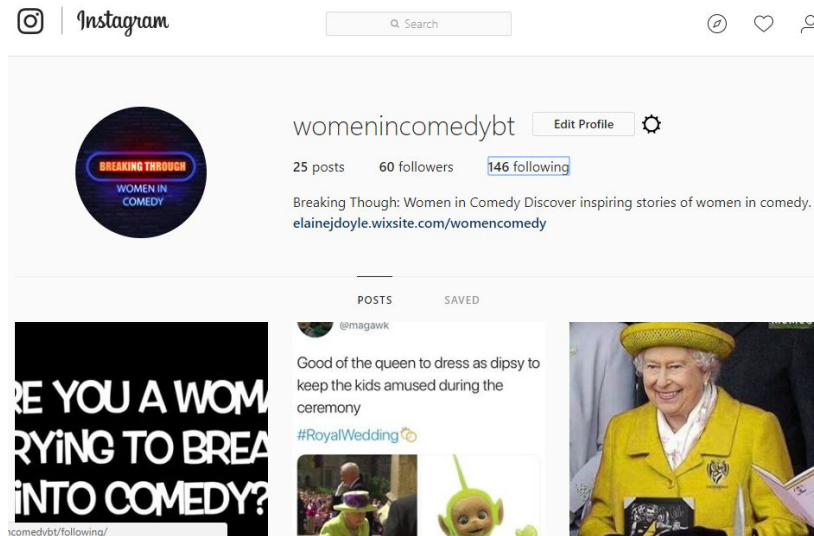 Instagram
Search
womenincomedybt Edit Profile
25 posts 60 followers 146 following
Breaking Though: Women in Comedy Discover inspiring stories of women in comedy.
elainejdoyle.wixsite.com/womencomedy
BREAKING THROUGH
WOMEN IN
COMEDY
POSTS SAVED
RE YOU A WOMA
RYiNG TO BREA
iNTO COMEDY?
@magawk
Good of the queen to dress as dipsy to
keep the kids amused during the
ceremony
#RoyalWedding
ncomedybt/following/